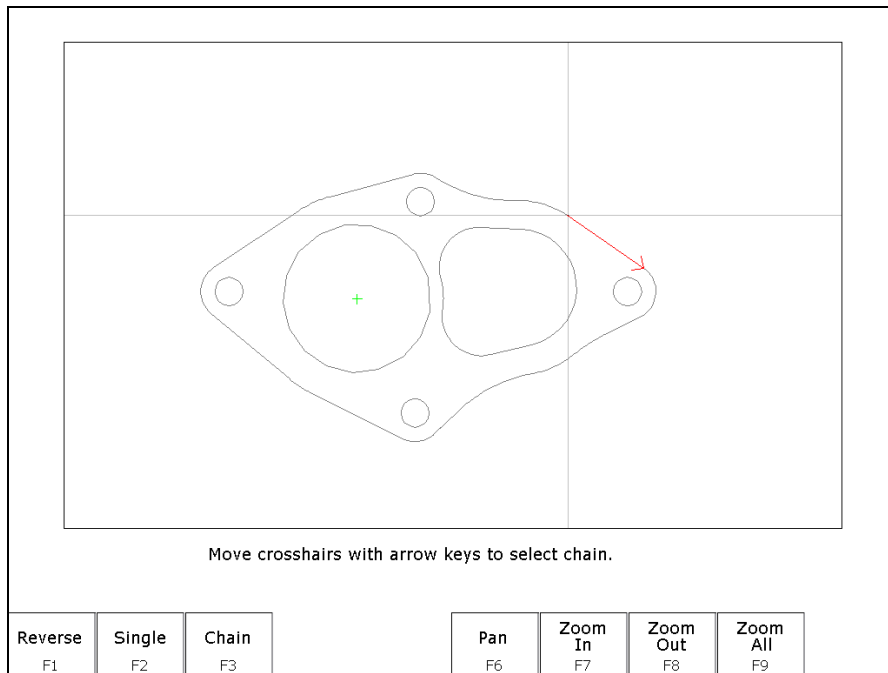 Move crosshairs with arrow keys to select chain.
Reverse
F1
Single
F2
Chain
F3
Pan
F6
Zoom
In
F7
Zoom
Out
F8
Zoom
All
F9